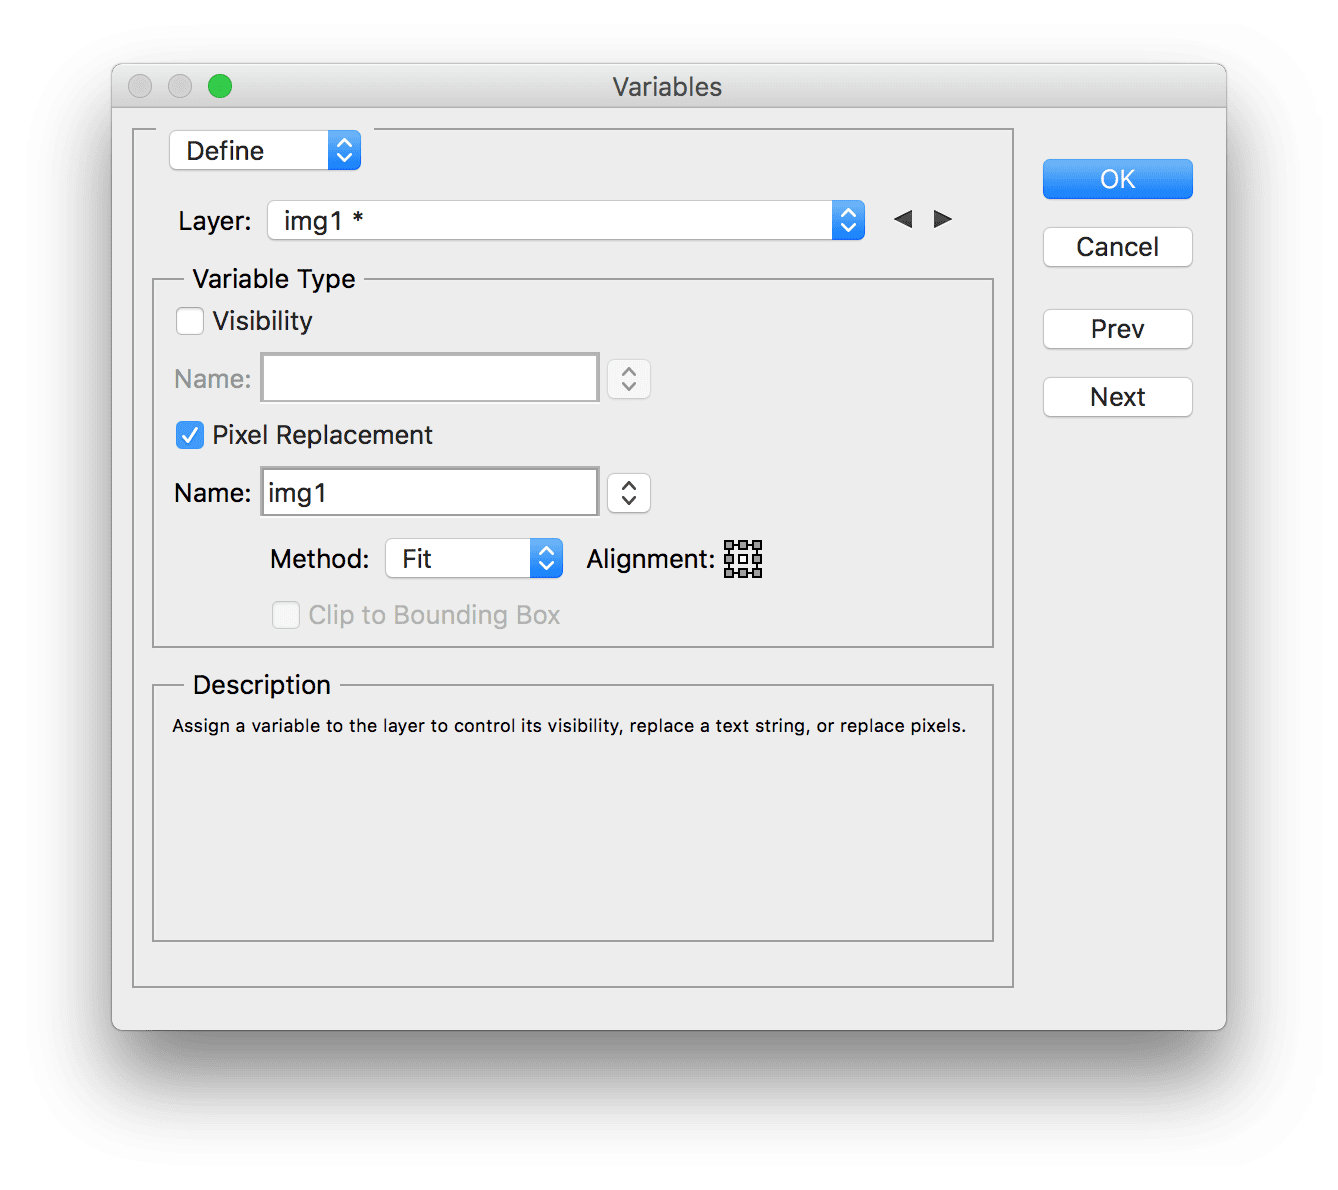 Variables
Define
OK
Layer: img1 *
Cancel
Variable Type
Visibility
Prev
Name:
Next
Pixel Replacement
Name: img1
Method: Fit Alignment:
Clip to Bounding Box
Description
Assign a variable to the layer to control its visibility, replace a text string, or replace pixels.